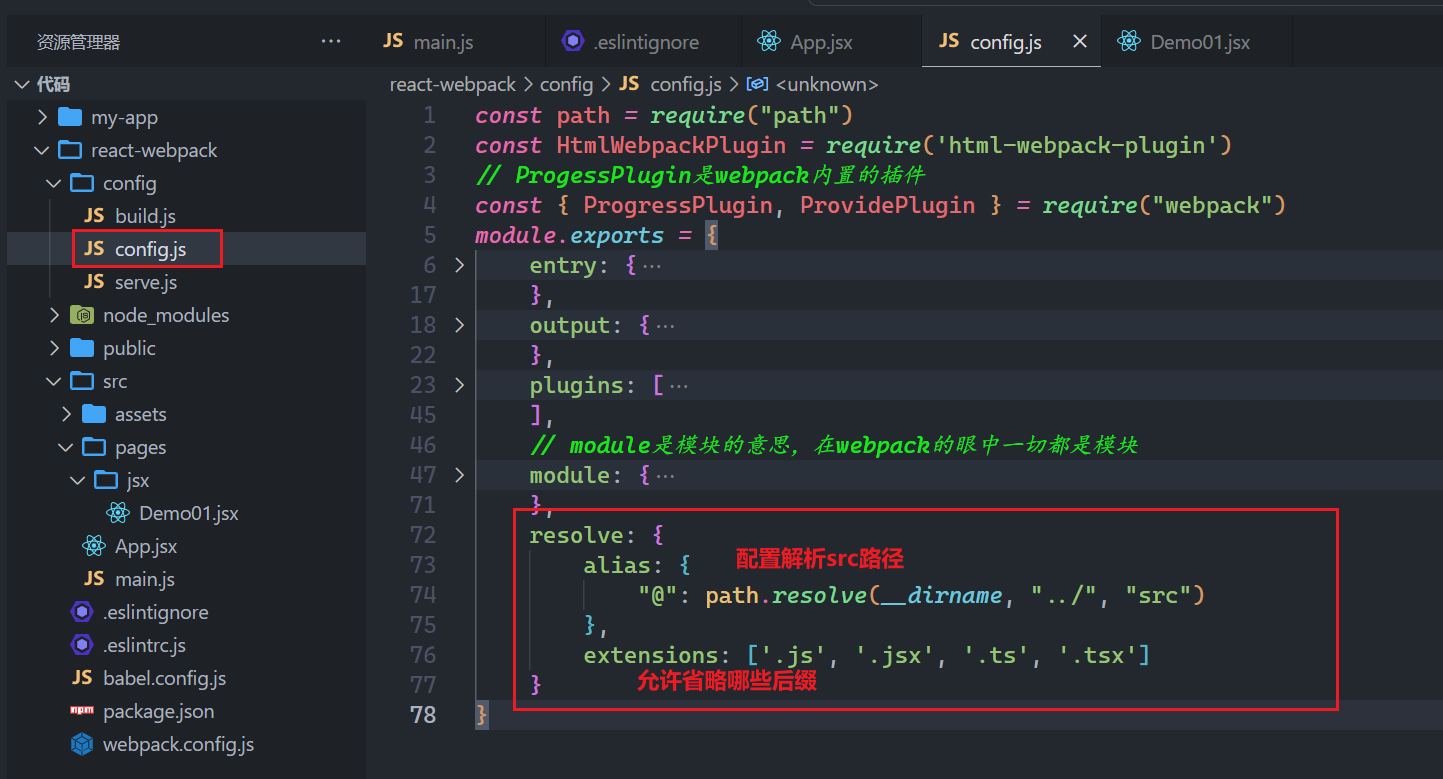 资源管理器 ···
代码
my-app
react-webpack
config
JS build.js
JS config.js
JS serve.js
node_modules
public
src
assets
pages
jsx
Demo01.jsx
App.jsx
JS main.js
.eslintignore
.eslintrc.js
JS babel.config.js
package.json
webpack.config.js
JS main.js .eslintignore App.jsx JS config.js Demo01.jsx
react-webpack > config > JS config.js > <unknown>
1 const path = require("path")
2 const HtmlWebpackPlugin = require('html-webpack-plugin')
3 // ProgessPlugin是webpack内置的插件
4 const { ProgressPlugin, ProvidePlugin } = require("webpack")
5 module.exports = {
6 entry: { ···
17 },
18 output: { ···
22 },
23 plugins: [ ···
45 ],
46 // module是模块的意思，在webpack的眼中一切都是模块
47 module: { ···
71 },
72 resolve: {
73 alias: { 配置解析src路径
74 "@": path.resolve(__dirname, "../", "src")
75 },
76 extensions: ['.js', '.jsx', '.ts', '.tsx']
77 } 允许省略哪些后缀
78 }